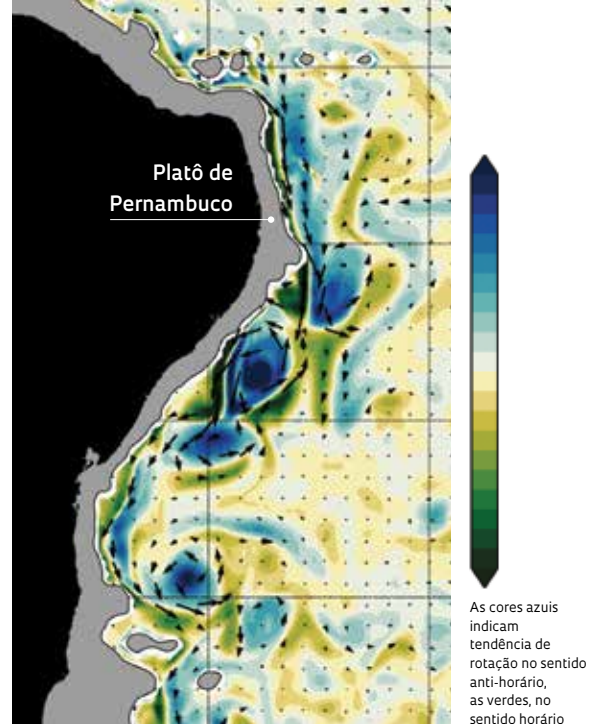 Platô de
Pernambuco
As cores azuis
indicam
tendência de
rotação no sentido
anti-horário,
as verdes, no
sentido horário